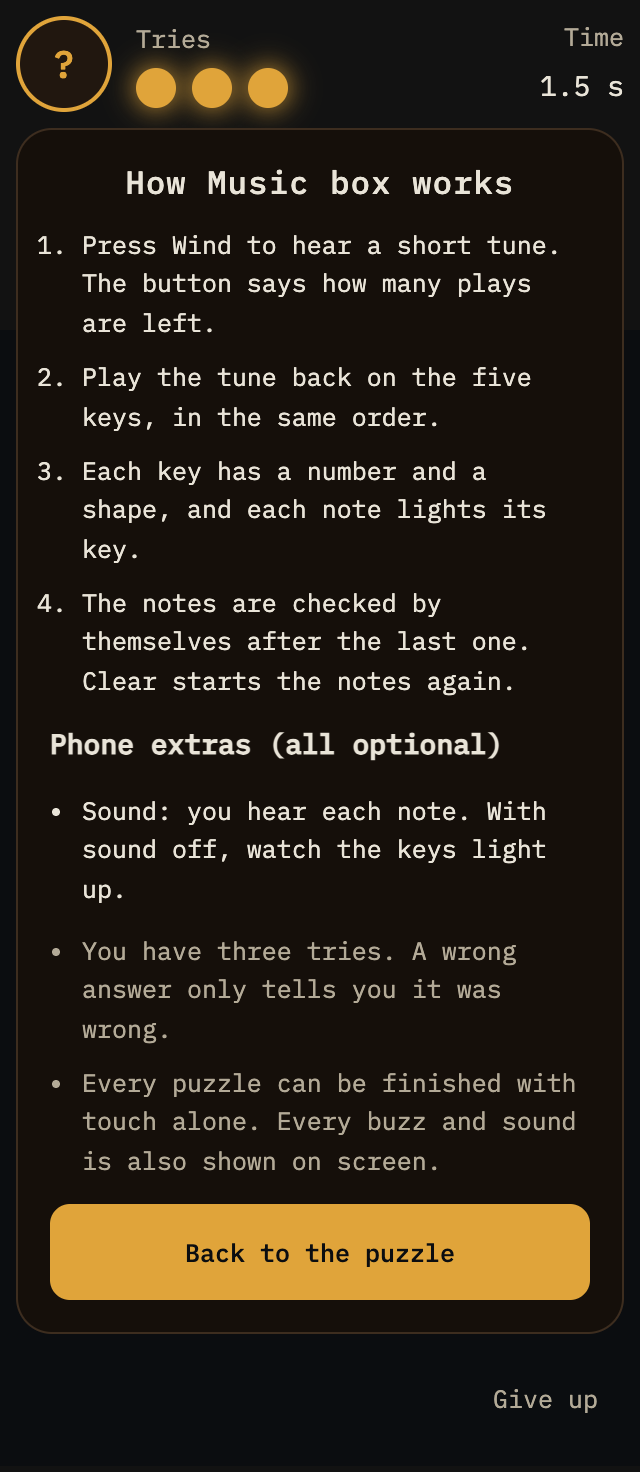 ?
Tries
Time
1.5 s
How Music box works
1. Press Wind to hear a short tune.
The button says how many plays
are left.
2. Play the tune back on the five
keys, in the same order.
3. Each key has a number and a
shape, and each note lights its
key.
4. The notes are checked by
themselves after the last one.
Clear starts the notes again.
Phone extras (all optional)
• Sound: you hear each note. With
sound off, watch the keys light
up.
• You have three tries. A wrong
answer only tells you it was
wrong.
• Every puzzle can be finished with
touch alone. Every buzz and sound
is also shown on screen.
Back to the puzzle
Give up